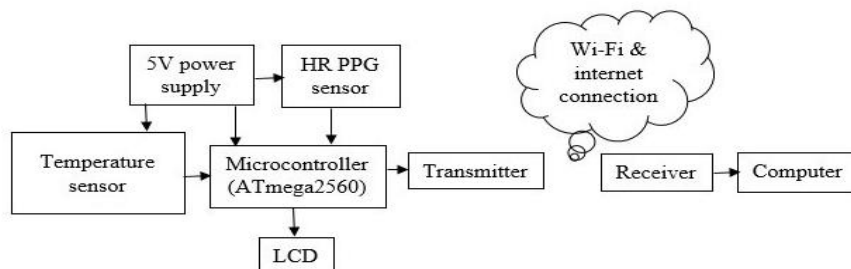 5V power
supply
HR PPG
sensor
Wi-Fi &
internet
connection
Temperature
sensor
Microcontroller
(ATmega2560)
Transmitter
Receiver
Computer
LCD